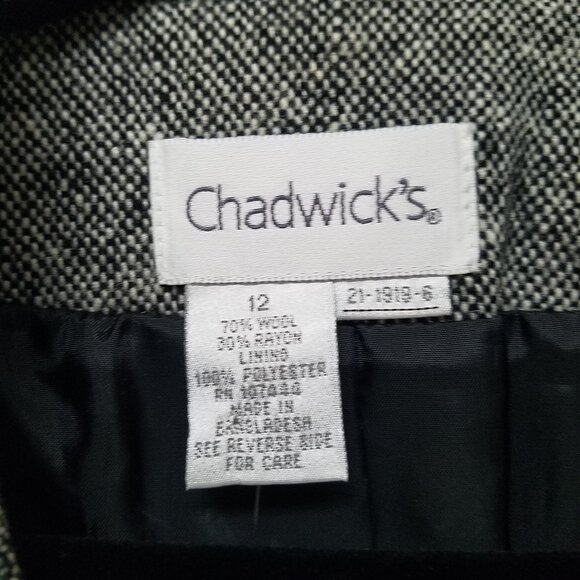 Chadwick's®
12
21-1919-6
70% WOOL
30% RAYON
LINING
100% POLYESTER
RN
MADE IN
BANGLADESH
SEE REVERSE SIDE
FOR CARE